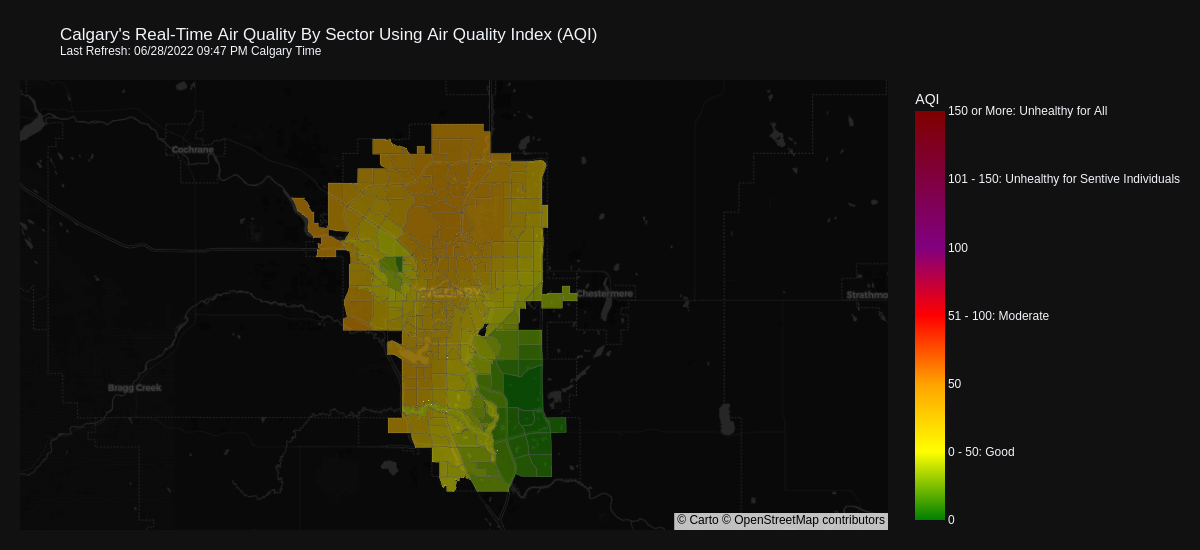 Calgary's Real-Time Air Quality By Sector Using Air Quality Index (AQI)
Last Refresh: 06/28/2022 09:47 PM Calgary Time
AQI
150 or More: Unhealthy for All
Cochrane
101 - 150: Unhealthy for Sentive Individuals
100
CALGARY
Chestermere
Strathmo
51 - 100: Moderate
50
Bragg Creek
0 - 50: Good
0
© Carto © OpenStreetMap contributors